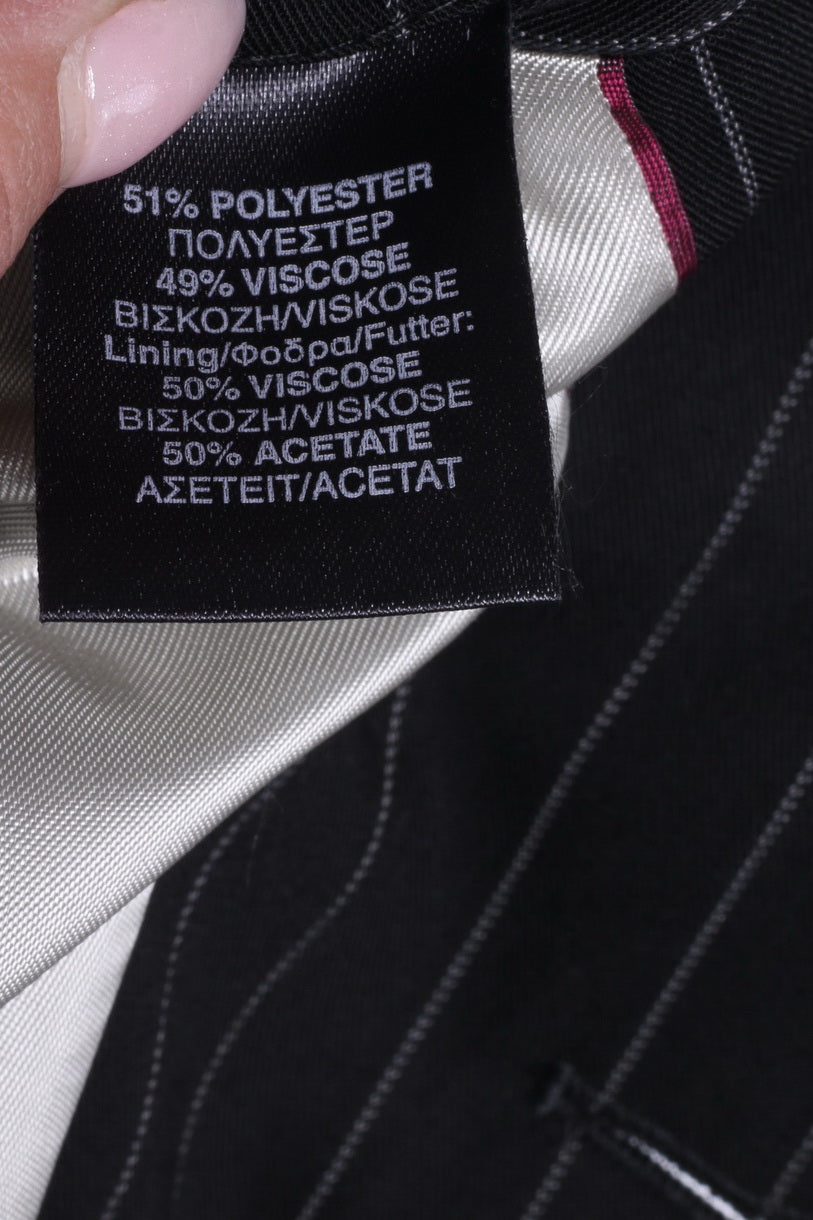 51% POLYESTER
ΠΟΛΥΕΣΤΕΡ
49% VISCOSE
ΒΙΣΚΟΖΗ/VISKOSE
Lining/Φοδρα/Futter:
50% VISCOSE
ΒΙΣΚΟΖΗ/VISKOSE
50% ACETATE
ΑΣΕΤΕΙΤ/ACETAT